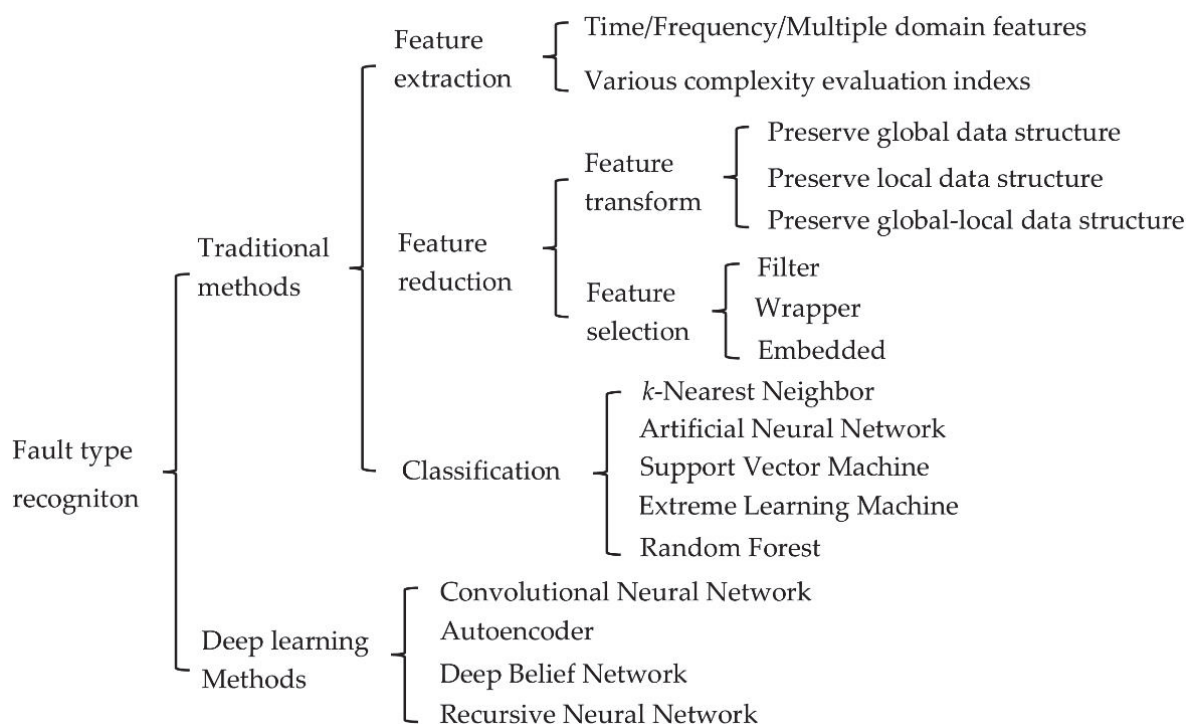 Fault type
recogniton
Traditional
methods
Feature
extraction
Time/Frequency/Multiple domain features
Various complexity evaluation indexs
Feature
reduction
Feature
transform
Preserve global data structure
Preserve local data structure
Preserve global-local data structure
Feature
selection
Filter
Wrapper
Embedded
Classification
k-Nearest Neighbor
Artificial Neural Network
Support Vector Machine
Extreme Learning Machine
Random Forest
Deep learning
Methods
Convolutional Neural Network
Autoencoder
Deep Belief Network
Recursive Neural Network